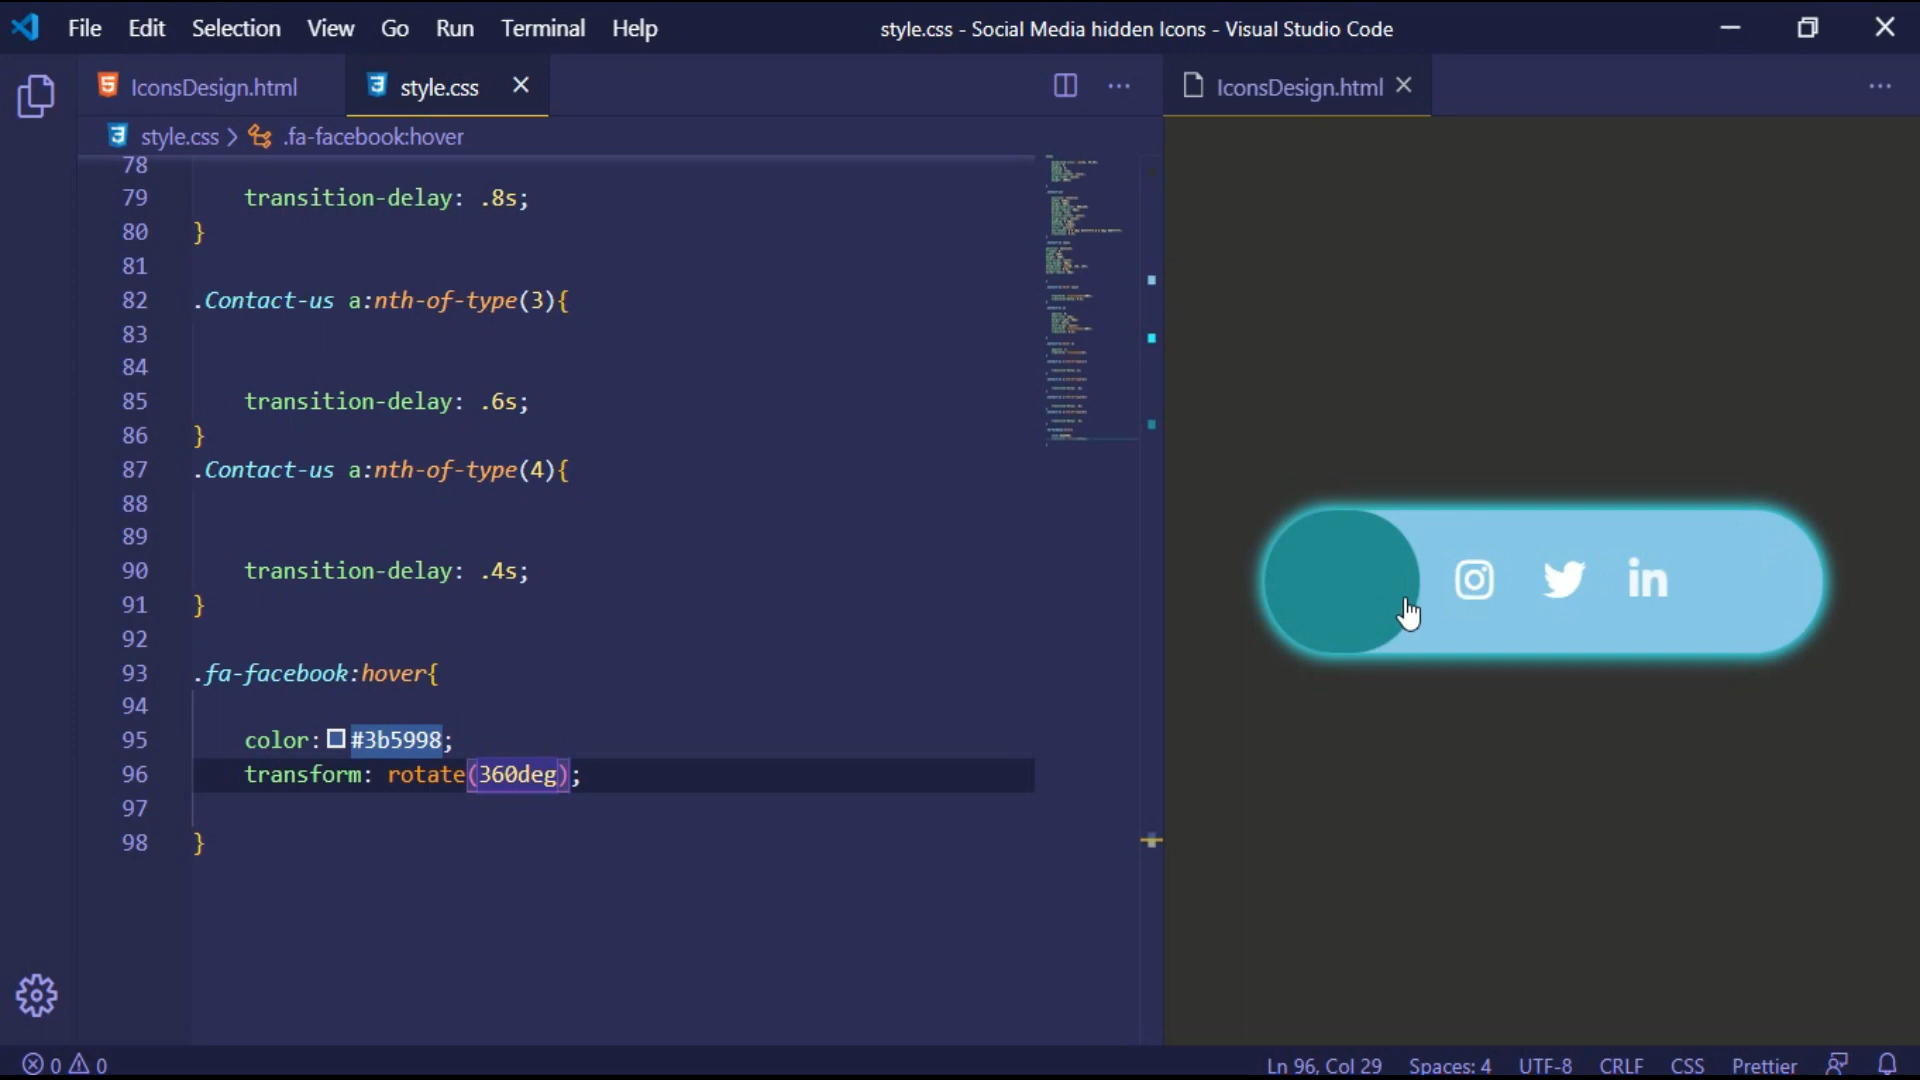 File Edit Selection View Go Run Terminal Help
style.css - Social Media hidden Icons - Visual Studio Code
IconsDesign.html
style.css
IconsDesign.html
style.css > .fa-facebook:hover
78
79 transition-delay: .8s;
80 }
81
82 .Contact-us a:nth-of-type(3){
83
84
85 transition-delay: .6s;
86 }
87 .Contact-us a:nth-of-type(4){
88
89
90 transition-delay: .4s;
91 }
92
93 .fa-facebook:hover{
94
95 color:#3b5998;
96 transform: rotate(360deg);
97
98 }
0 0
Ln 96, Col 29 Spaces: 4 UTF-8 CRLF CSS Prettier